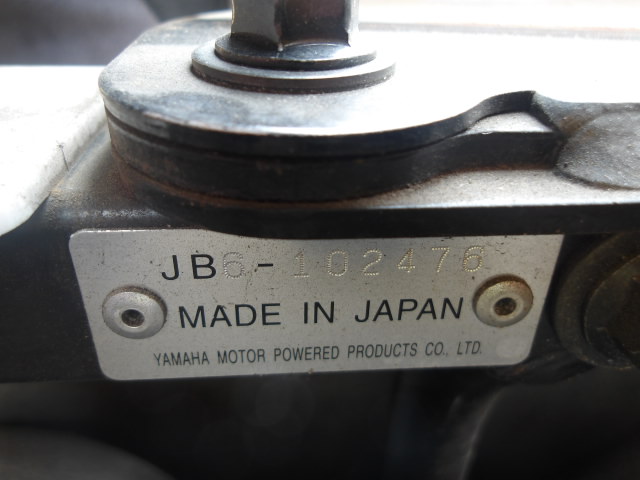 JB6-102476
MADE IN JAPAN
YAMAHA MOTOR POWERED PRODUCTS CO., LTD.